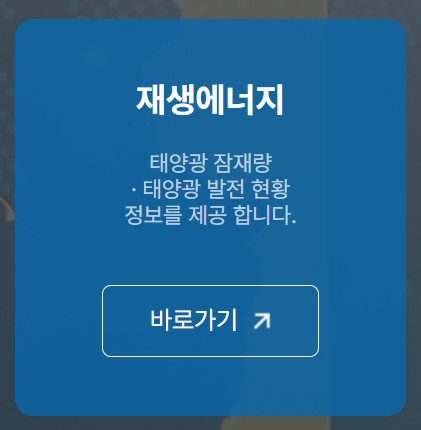 재생에너지
태양광 잠재량
· 태양광 발전 현황
정보를 제공 합니다.
바로가기